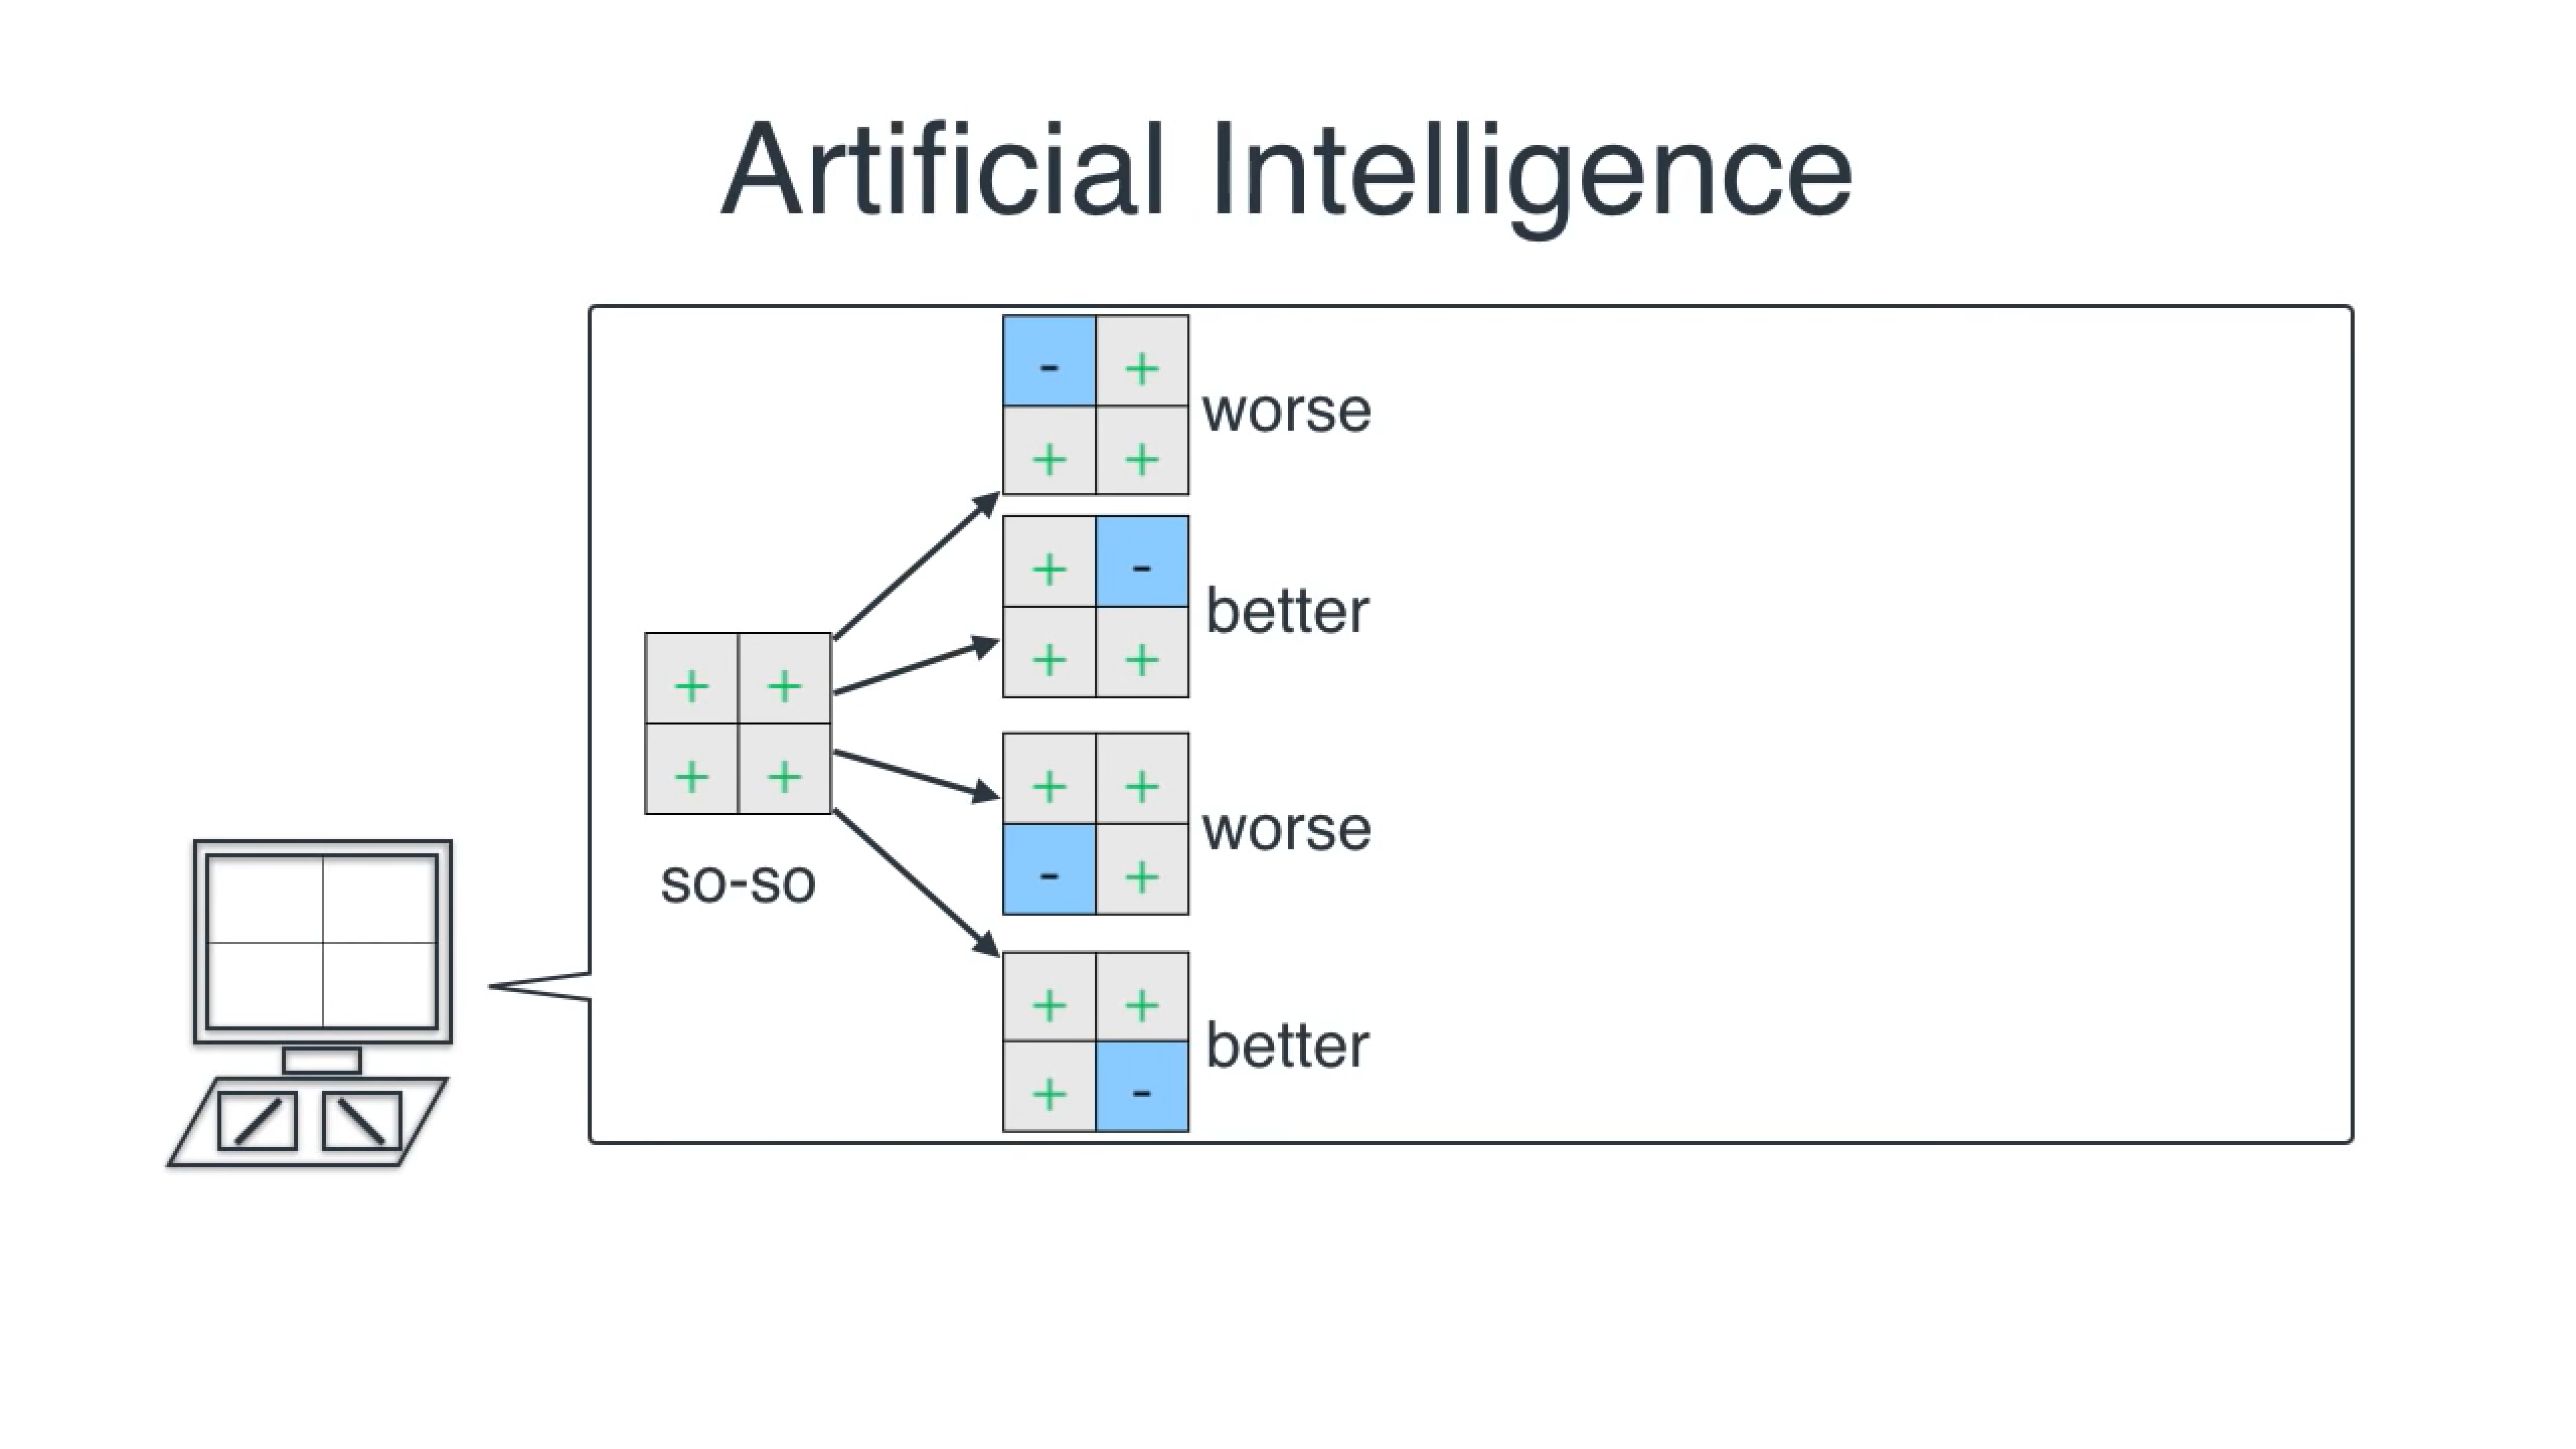 Artificial Intelligence
- +
+ +
worse
+ -
+ +
better
+ +
+ +
so-so
+ +
- +
worse
+ +
+ -
better